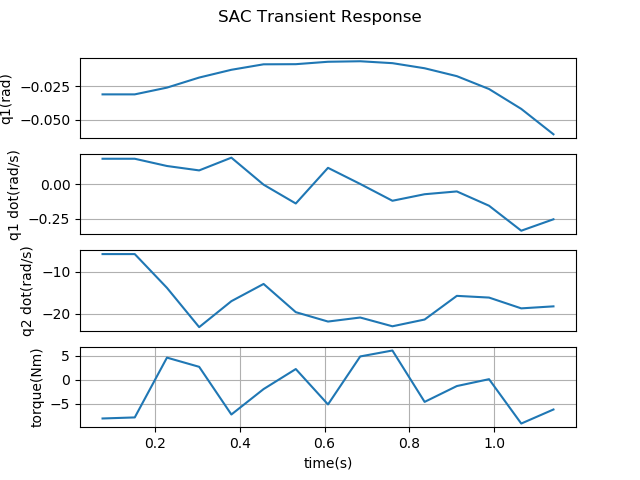 SAC Transient Response
q1(rad)
−0.025
−0.050
q1 dot(rad/s)
0.00
−0.25
q2 dot(rad/s)
−10
−20
torque(Nm)
5
0
−5
0.2 0.4 0.6 0.8 1.0
time(s)